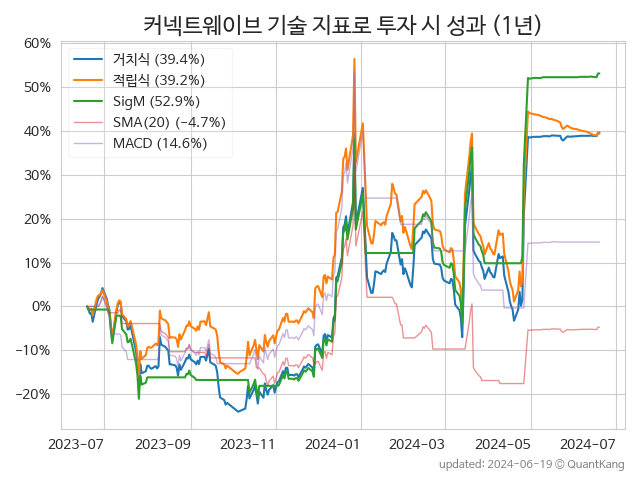 커넥트웨이브 기술 지표로 투자 시 성과 (1년)
60%
50%
40%
30%
20%
10%
0%
−10%
−20%
거치식 (39.4%)
적립식 (39.2%)
SigM (52.9%)
SMA(20) (−4.7%)
MACD (14.6%)
2023-07 2023-09 2023-11 2024-01 2024-03 2024-05 2024-07
updated: 2024-06-19 © QuantKang